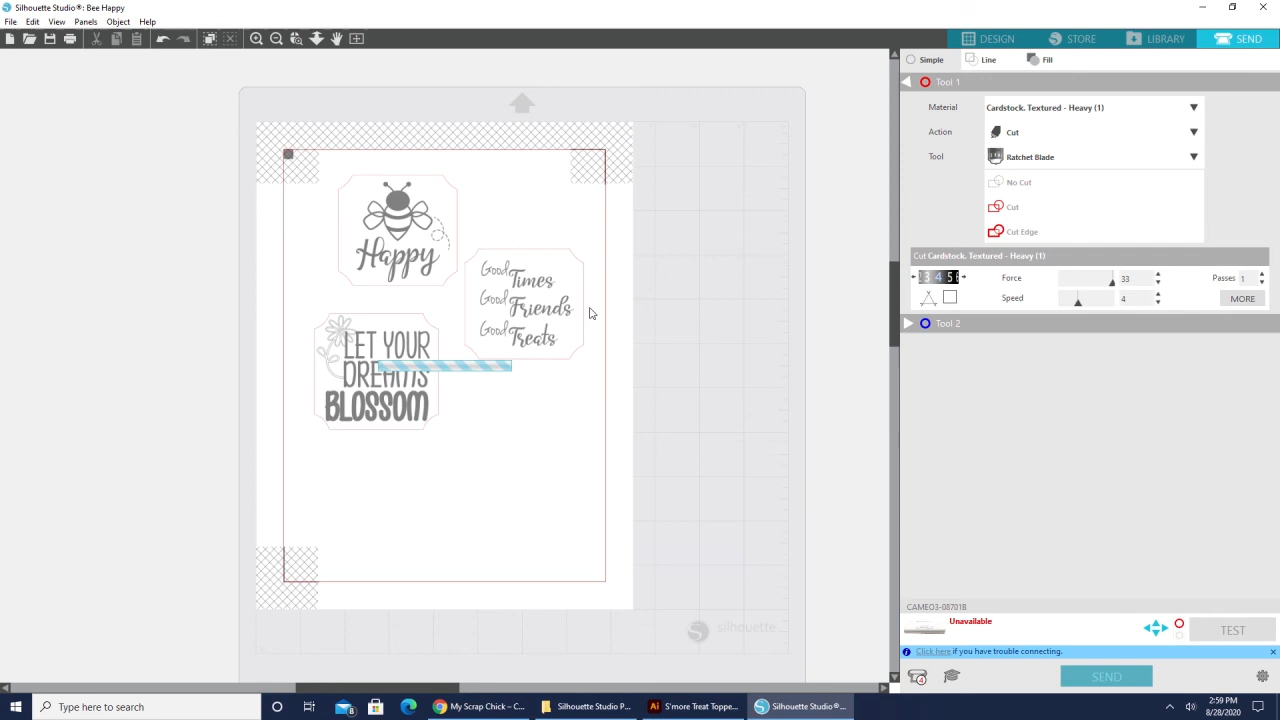 Silhouette Studio®: Bee Happy
File Edit View Panels Object Help
DESIGN STORE LIBRARY SEND
Simple Line Fill
Tool 1
Material Cardstock, Textured - Heavy (1)
Action Cut
Tool Ratchet Blade
No Cut
Cut
Cut Edge
Cut Cardstock, Textured - Heavy (1)
3 4 5 Force 33 Passes 1
Speed 4 MORE
Tool 2
Happy
Good Times
Good Friends
Good Treats
LET YOUR
DREAMS
BLOSSOM
silhouette
CAMEO3-08701B
Unavailable
TEST
Click here if you have trouble connecting.
4 SEND
Type here to search
My Scrap Chick – C...
Silhouette Studio P...
S'more Treat Toppe...
Silhouette Studio®:...
2:59 PM
8/28/2020